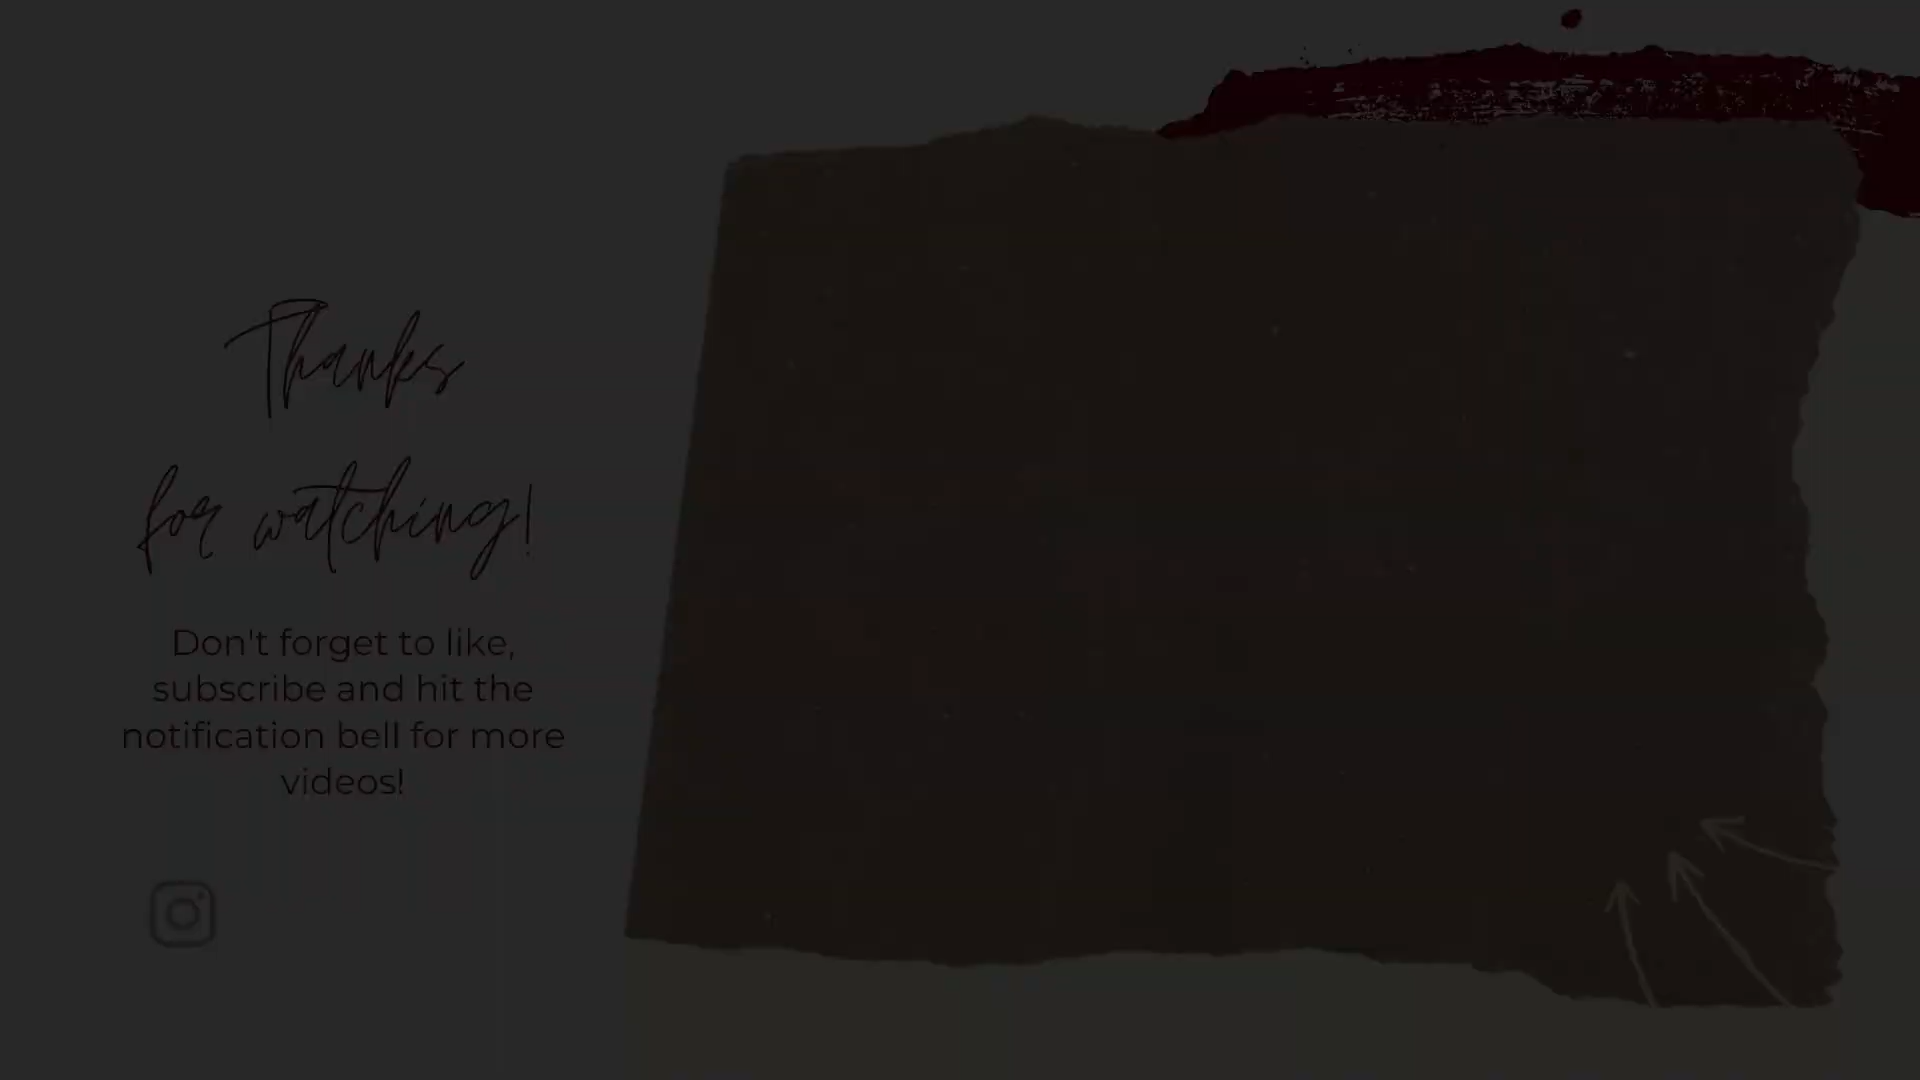 Thanks
for watching!
Don't forget to like,
subscribe and hit the
notification bell for more
videos!